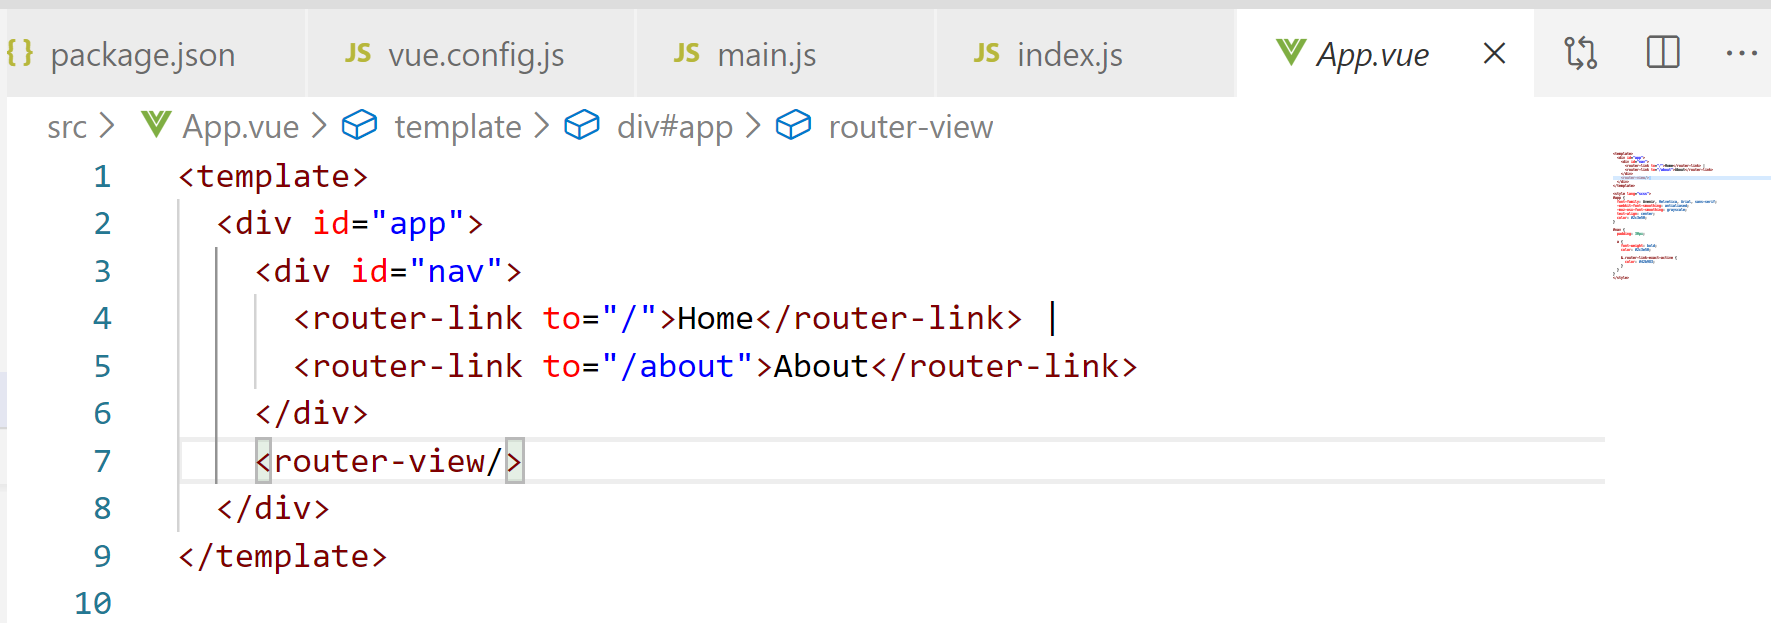 {} package.json JS vue.config.js JS main.js JS index.js App.vue
src > App.vue > template > div#app > router-view
1 <template>
2 <div id="app">
3 <div id="nav">
4 <router-link to="/">Home</router-link> |
5 <router-link to="/about">About</router-link>
6 </div>
7 <router-view/>
8 </div>
9 </template>
10